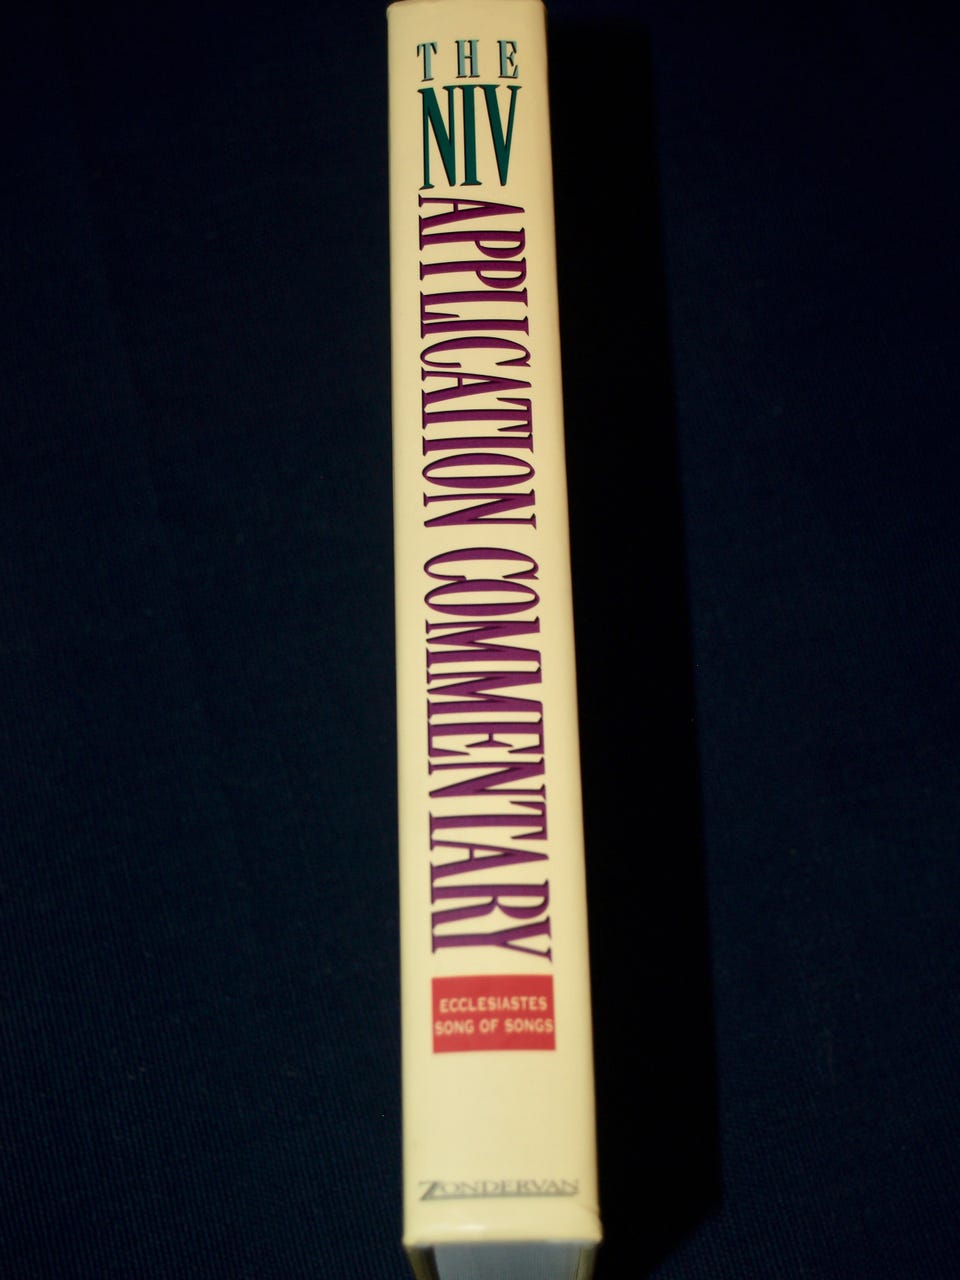 THE
NIV
APPLICATION COMMENTARY
ECCLESIASTES
SONG OF SONGS
ZONDERVAN